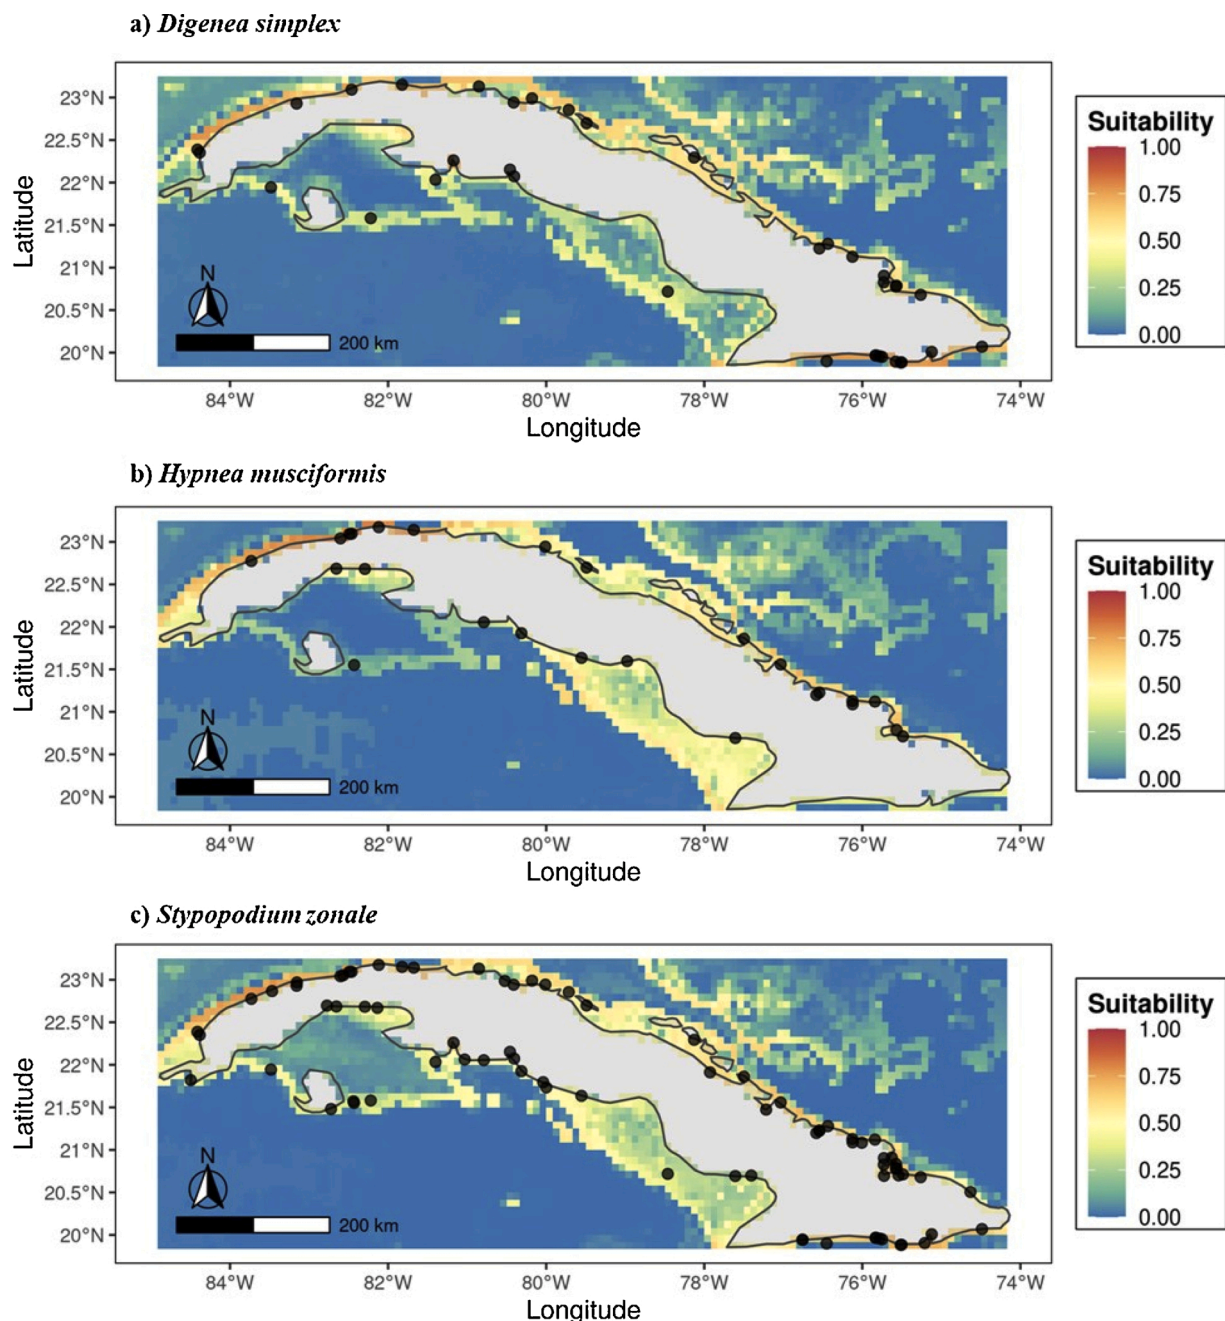 a) Digenea simplex
23°N
22.5°N
22°N
21.5°N
21°N
20.5°N
20°N
Latitude
N
200 km
84°W 82°W 80°W 78°W 76°W 74°W
Longitude
Suitability
1.00
0.75
0.50
0.25
0.00
b) Hypnea musciformis
23°N
22.5°N
22°N
21.5°N
21°N
20.5°N
20°N
Latitude
N
200 km
84°W 82°W 80°W 78°W 76°W 74°W
Longitude
Suitability
1.00
0.75
0.50
0.25
0.00
c) Stypopodium zonale
23°N
22.5°N
22°N
21.5°N
21°N
20.5°N
20°N
Latitude
N
200 km
84°W 82°W 80°W 78°W 76°W 74°W
Longitude
Suitability
1.00
0.75
0.50
0.25
0.00